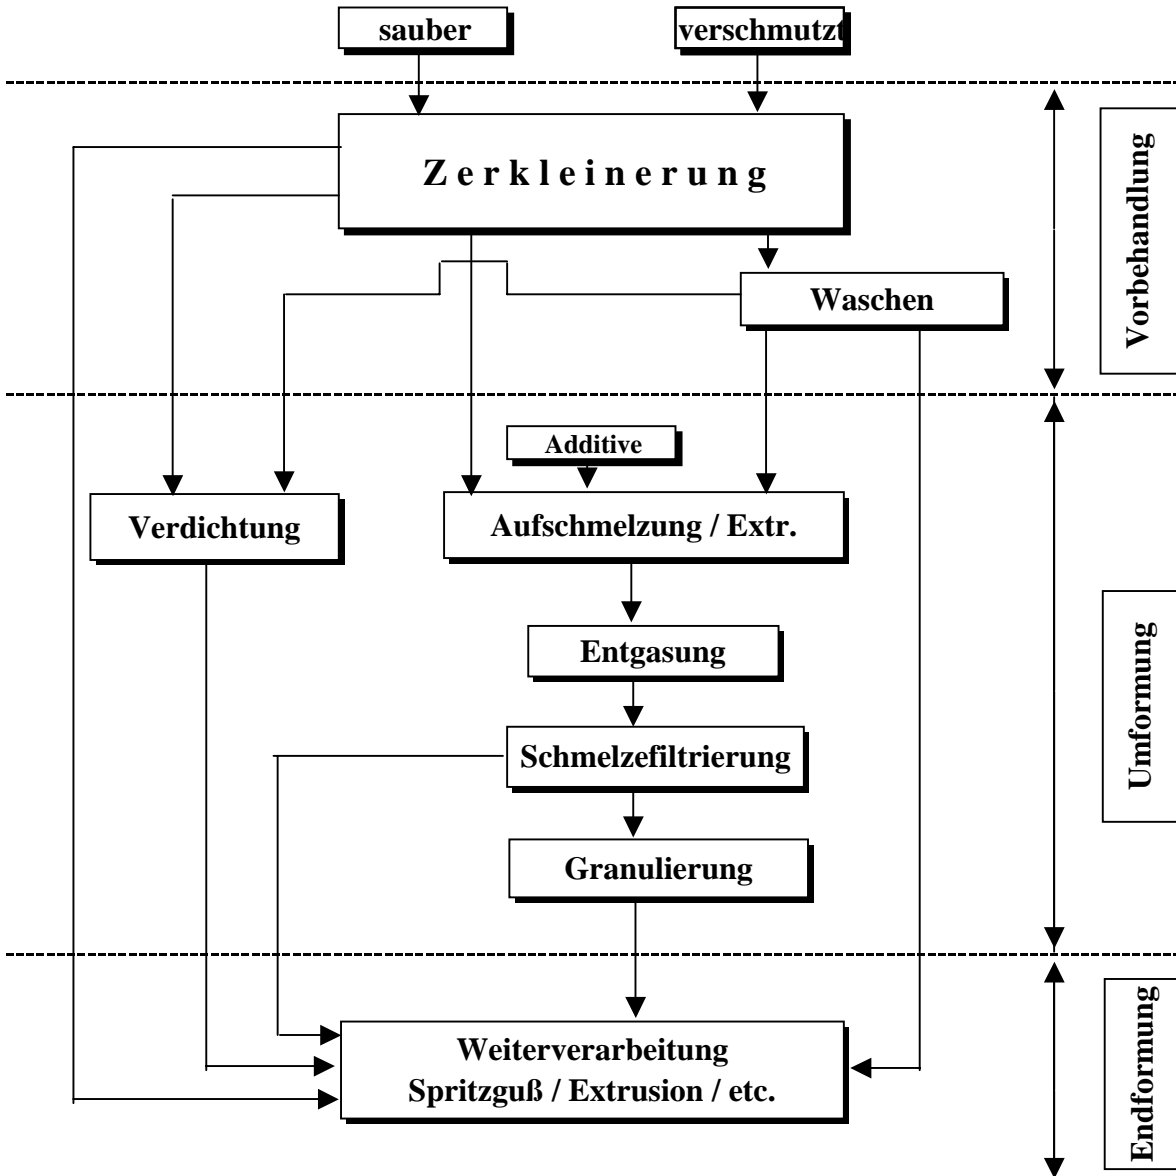 sauber
verschmutzt
Zerkleinerung
Vorbehandlung
Waschen
Additive
Verdichtung
Aufschmelzung / Extr.
Entgasung
Umformung
Schmelzefiltrierung
Granulierung
Weiterverarbeitung
Spritzguß / Extrusion / etc.
Endformung